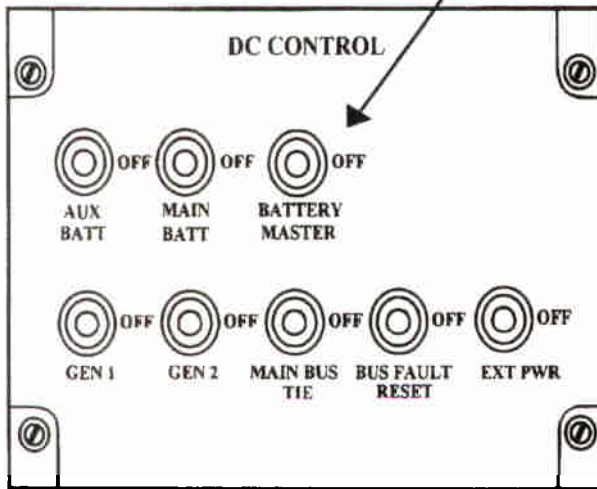 DC CONTROL
OFF OFF OFF
AUX MAIN BATTERY
BATT BATT MASTER
OFF OFF OFF OFF OFF
GEN 1 GEN 2 MAIN BUS BUS FAULT EXT PWR
TIE RESET